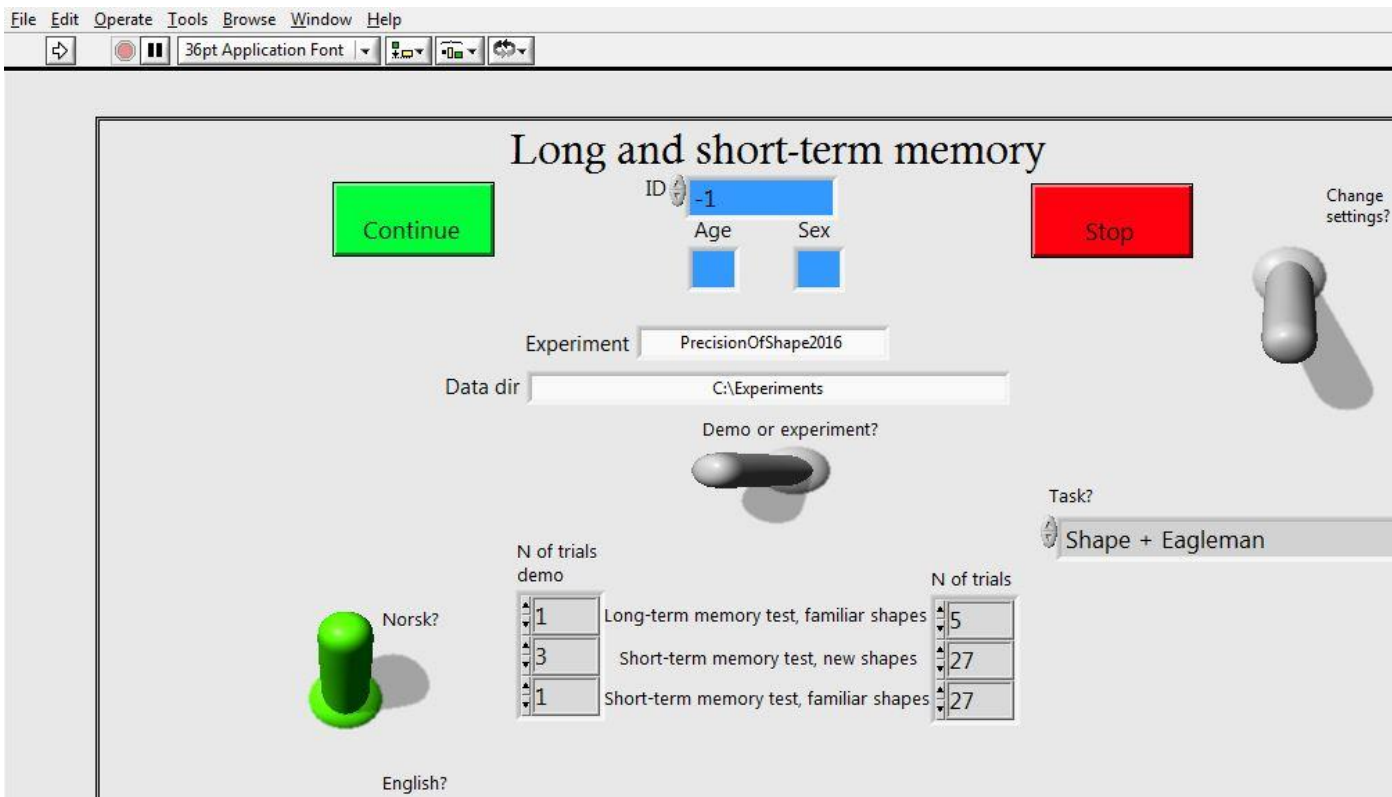 File Edit Operate Tools Browse Window Help
36pt Application Font
Long and short-term memory
Continue
ID -1
Age Sex
Stop
Change
settings?
Experiment PrecisionOfShape2016
Data dir C:\Experiments
Demo or experiment?
Task?
Shape + Eagleman
N of trials
demo
N of trials
Norsk?
1 Long-term memory test, familiar shapes 5
3 Short-term memory test, new shapes 27
1 Short-term memory test, familiar shapes 27
English?